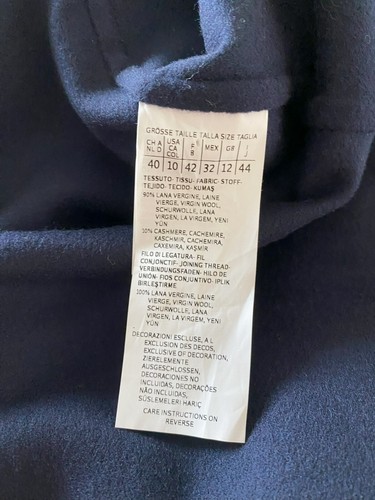 GRÖSSE TAILLE TALLA SIZE TAGLIA
CH A NL D USA CA COL E F B MEX GB I J
40 10 42 32 12 44
TESSUTO- TISSU- FABRIC- STOFF-
TEJIDO- TECIDO- KUMAŞ
90% LANA VERGINE, LAINE
VIERGE, VIRGIN WOOL,
SCHURWOLLE, LANA
VIRGEN, LA VIRGEM, YENI
YÜN
10% CASHMERE, CACHEMIRE,
KASCHMIR, CACHEMIRA,
CAXEMIRA, KAŞMİR
FILO DI LEGATURA- FIL
CONJONCTIF- JOINING THREAD-
VERBINDUNGSFADEN- HILO DE
UNIÓN- FIOS CONJUNTIVO- IPLIK
BIRLEŞTIRME
100% LANA VERGINE, LAINE
VIERGE, VIRGIN WOOL,
SCHURWOLLE, LANA
VIRGEN, LA VIRGEM, YENI
YÜN
DECORAZIONI ESCLUSE, A L
EXCLUSION DES DECOS,
EXCLUSIVE OF DECORATION,
ZIERELEMENTE
AUSGESCHLOSSEN,
DECORACIONES NO
INCLUIDAS, DECORAÇÕES
NÃO INCLUÍDAS,
SÜSLEMELERI HARIÇ
CARE INSTRUCTIONS ON
REVERSE